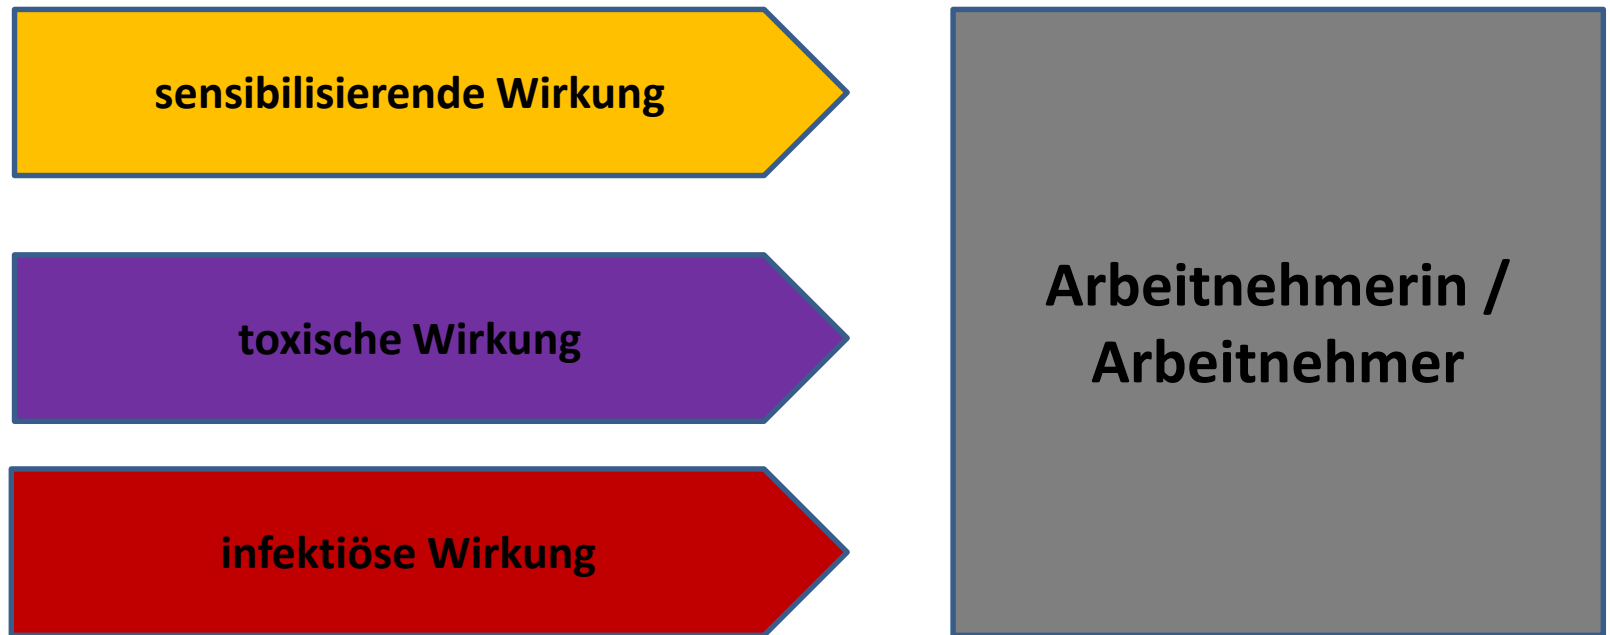 sensibilisierende Wirkung
toxische Wirkung
infektiöse Wirkung
Arbeitnehmerin /
Arbeitnehmer